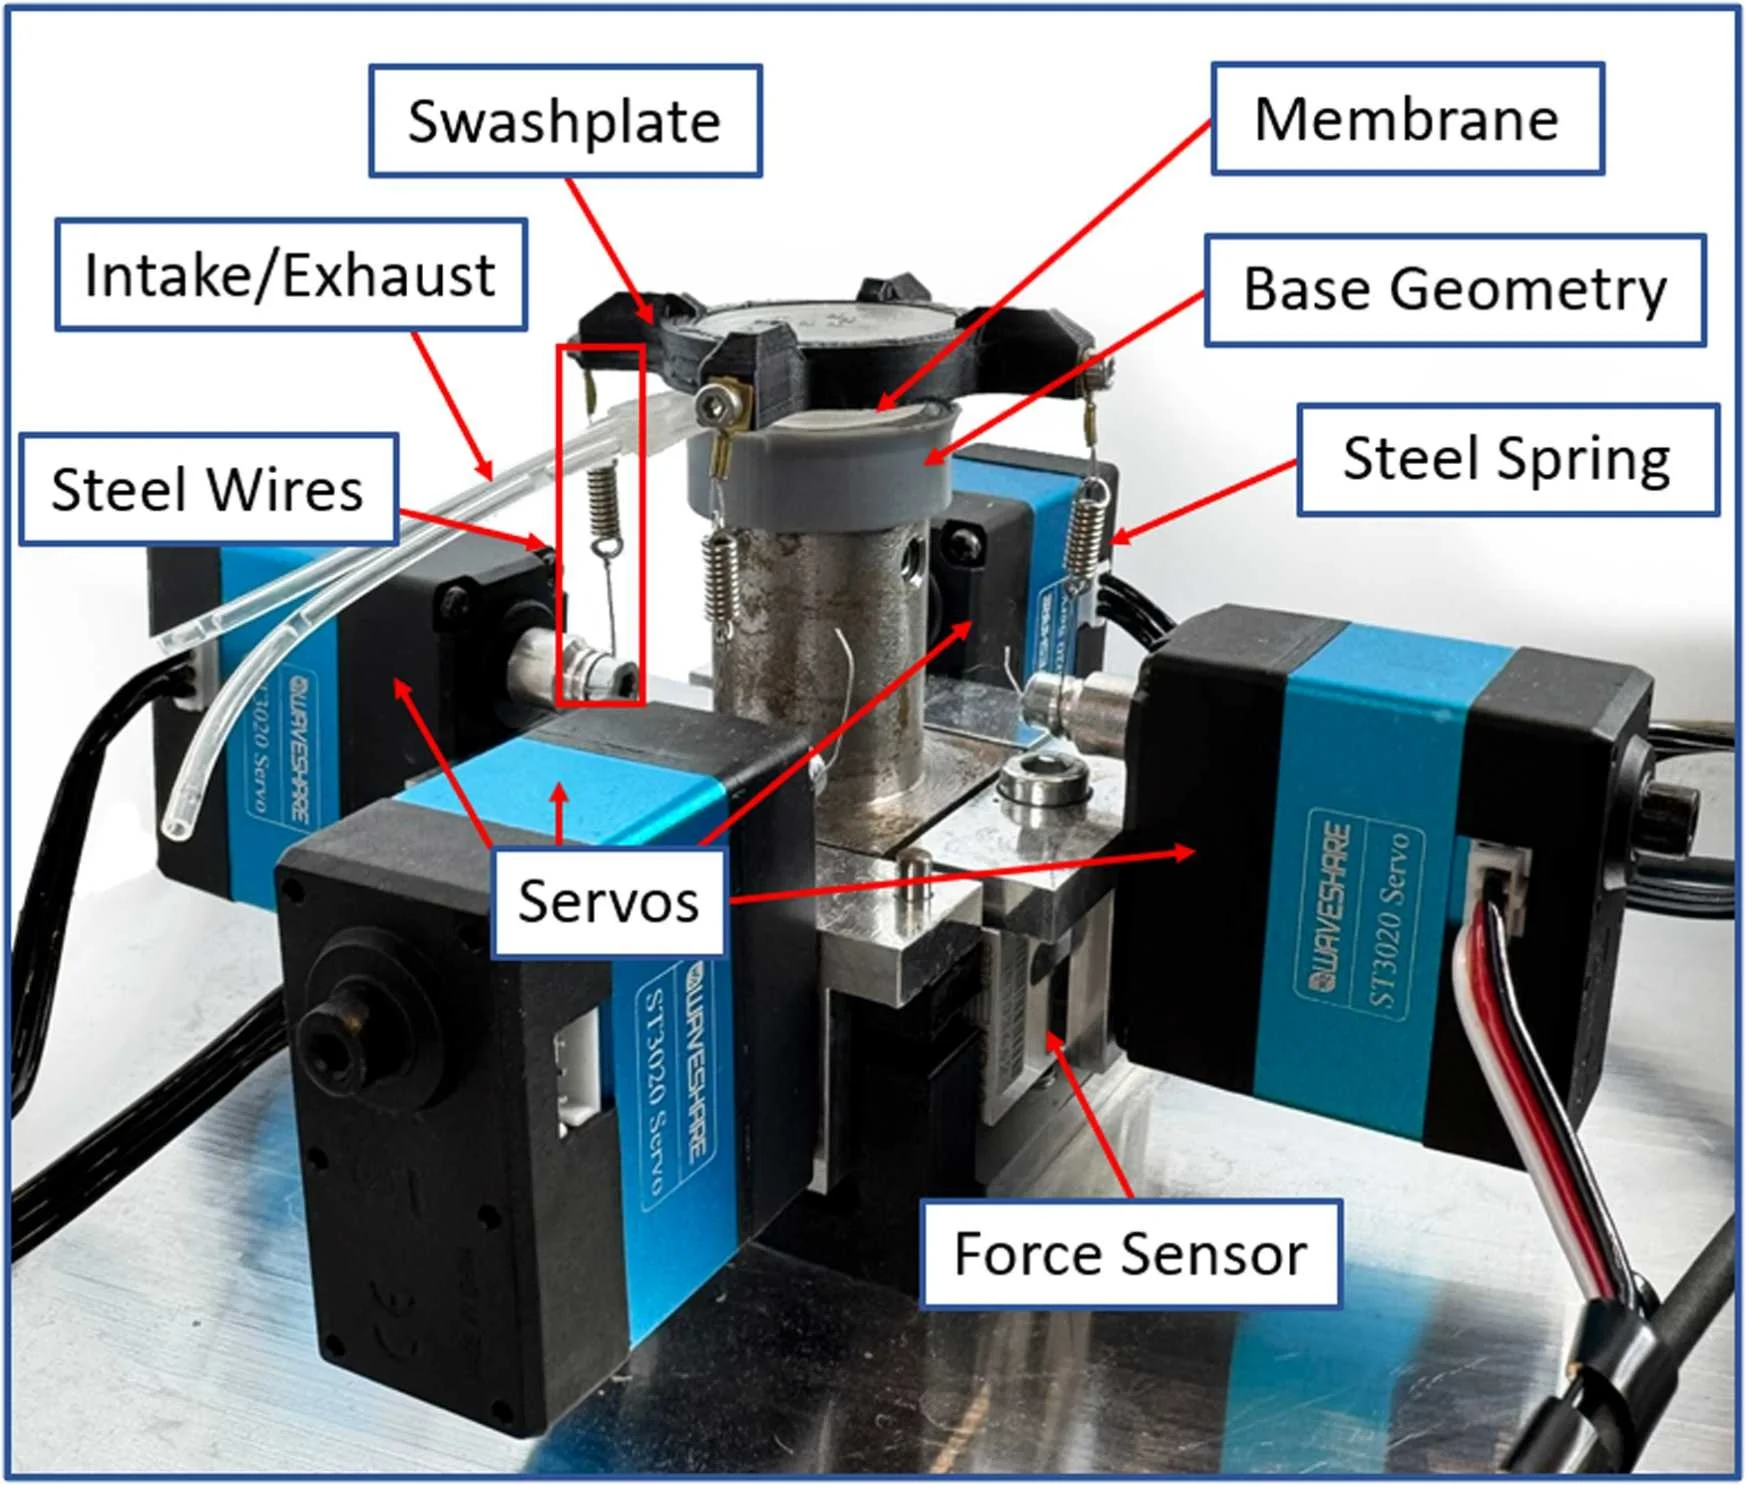 Swashplate
Membrane
Intake/Exhaust
Base Geometry
Steel Wires
Steel Spring
Servos
Force Sensor
WAVESHARE
ST3020 Servo
WAVESHARE
ST3020 Servo
WAVESHARE
3020 Servo